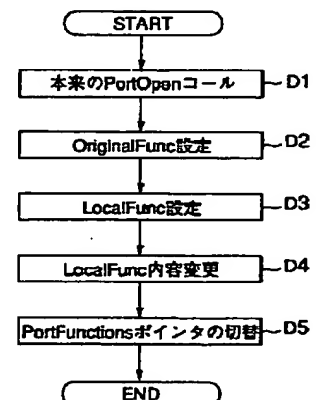 START
本来のPortOpenコール D1
OriginalFunc設定 D2
LocalFunc設定 D3
LocalFunc内容変更 D4
PortFunctionsポインタの切替 D5
END